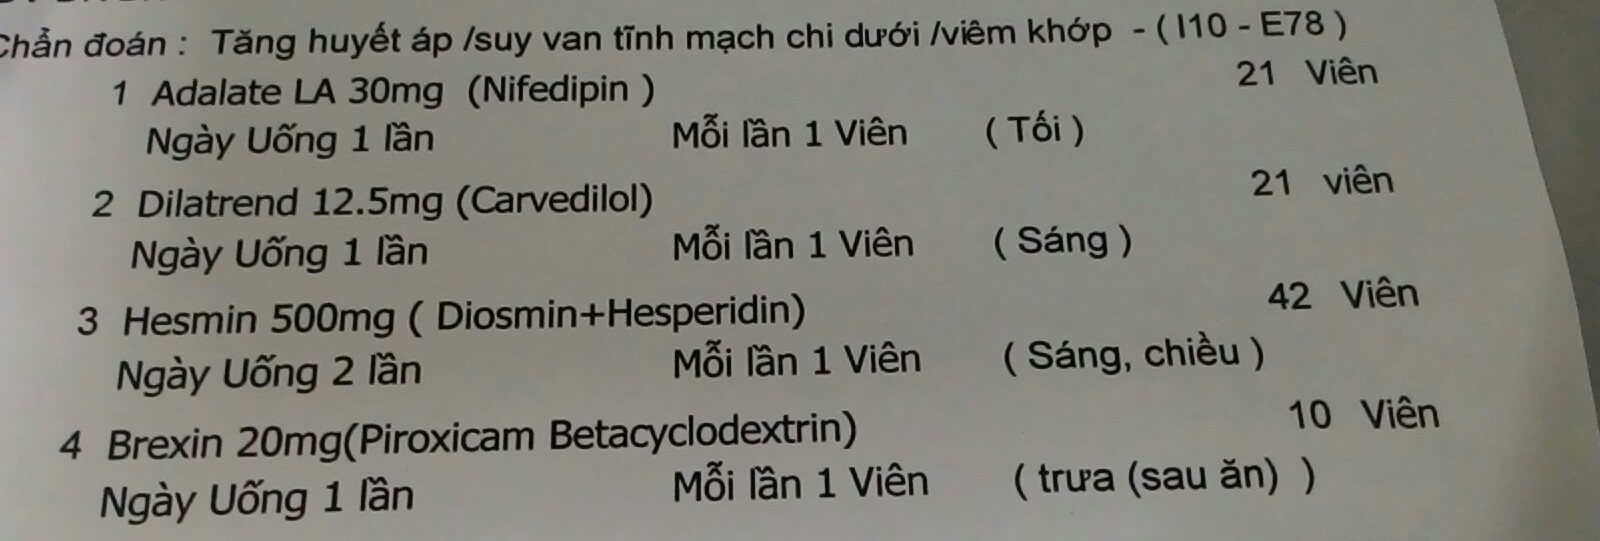 Chẩn đoán : Tăng huyết áp /suy van tĩnh mạch chi dưới /viêm khớp - ( I10 - E78 )
1 Adalate LA 30mg (Nifedipin ) 21 Viên
Ngày Uống 1 lần Mỗi lần 1 Viên ( Tối )
2 Dilatrend 12.5mg (Carvedilol) 21 viên
Ngày Uống 1 lần Mỗi lần 1 Viên ( Sáng )
3 Hesmin 500mg ( Diosmin+Hesperidin) 42 Viên
Ngày Uống 2 lần Mỗi lần 1 Viên ( Sáng, chiều )
4 Brexin 20mg(Piroxicam Betacyclodextrin) 10 Viên
Ngày Uống 1 lần Mỗi lần 1 Viên ( trưa (sau ăn) )